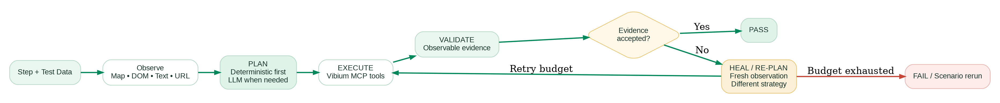 Step + Test Data
Observe
Map • DOM • Text • URL
PLAN
Deterministic first
LLM when needed
EXECUTE
Vibium MCP tools
VALIDATE
Observable evidence
Evidence
accepted?
Yes
PASS
No
Retry budget
HEAL / RE-PLAN
Fresh observation
Different strategy
Budget exhausted
FAIL / Scenario rerun